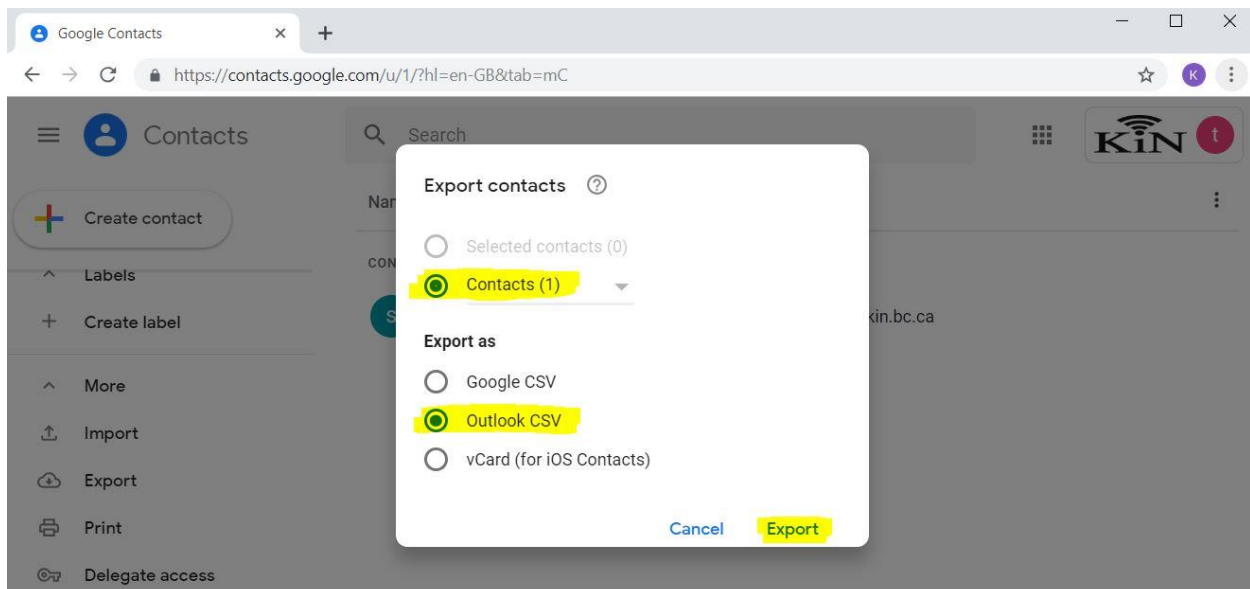 Google Contacts
https://contacts.google.com/u/1/?hl=en-GB&tab=mC
K
Contacts
Search
KiN
t
Export contacts
Create contact
Nar
Selected contacts (0)
Labels
CON
Contacts (1)
Create label
S
kin.bc.ca
Export as
More
Google CSV
Import
Outlook CSV
Export
vCard (for iOS Contacts)
Print
Cancel Export
Delegate access